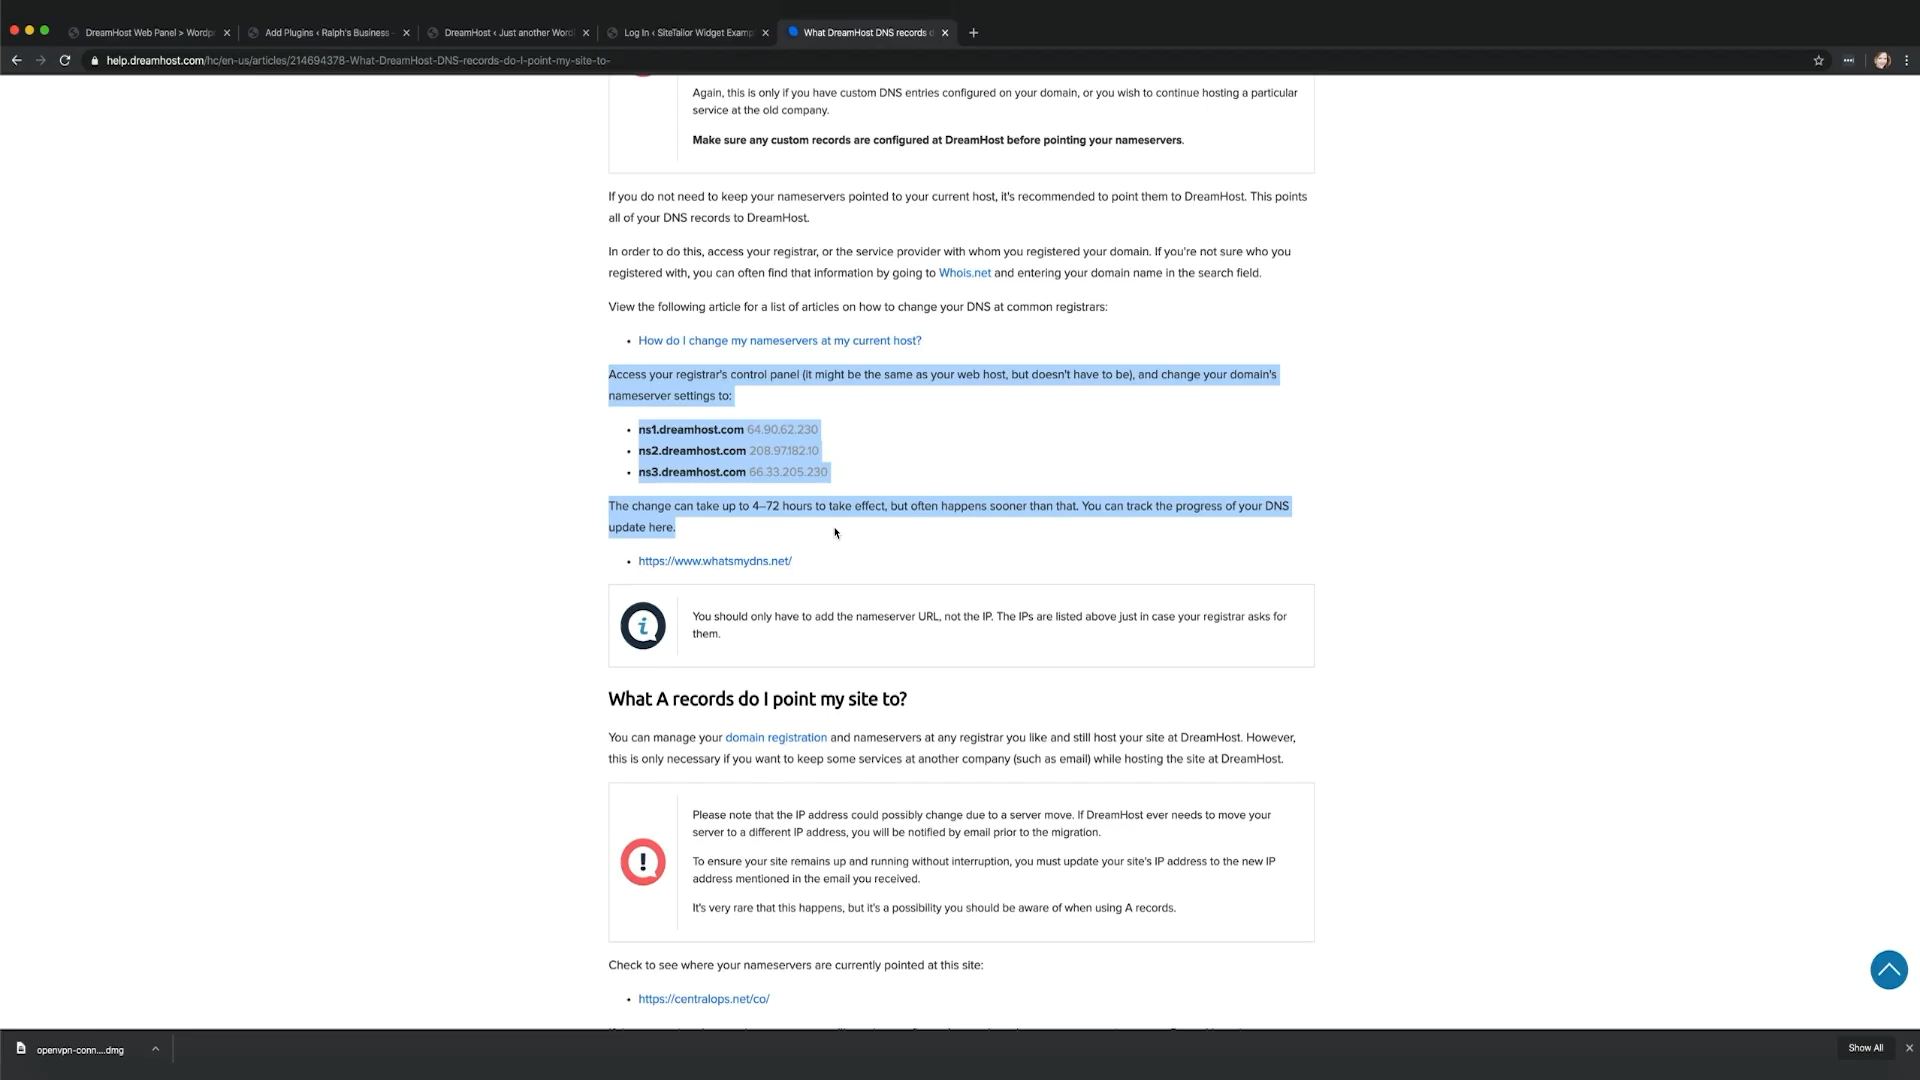 DreamHost Web Panel > Wordp
Add Plugins ‹ Ralph's Business
DreamHost ‹ Just another Word
Log In ‹ SiteTailor Widget Examp
What DreamHost DNS records d
help.dreamhost.com/hc/en-us/articles/214694378-What-DreamHost-DNS-records-do-I-point-my-site-to-
Again, this is only if you have custom DNS entries configured on your domain, or you wish to continue hosting a particular
service at the old company.
Make sure any custom records are configured at DreamHost before pointing your nameservers.
If you do not need to keep your nameservers pointed to your current host, it's recommended to point them to DreamHost. This points
all of your DNS records to DreamHost.
In order to do this, access your registrar, or the service provider with whom you registered your domain. If you're not sure who you
registered with, you can often find that information by going to Whois.net and entering your domain name in the search field.
View the following article for a list of articles on how to change your DNS at common registrars:
• How do I change my nameservers at my current host?
Access your registrar's control panel (it might be the same as your web host, but doesn't have to be), and change your domain's
nameserver settings to:
• ns1.dreamhost.com 64.90.62.230
• ns2.dreamhost.com 208.97.182.10
• ns3.dreamhost.com 66.33.205.230
The change can take up to 4–72 hours to take effect, but often happens sooner than that. You can track the progress of your DNS
update here.
• https://www.whatsmydns.net/
You should only have to add the nameserver URL, not the IP. The IPs are listed above just in case your registrar asks for
them.
What A records do I point my site to?
You can manage your domain registration and nameservers at any registrar you like and still host your site at DreamHost. However,
this is only necessary if you want to keep some services at another company (such as email) while hosting the site at DreamHost.
Please note that the IP address could possibly change due to a server move. If DreamHost ever needs to move your
server to a different IP address, you will be notified by email prior to the migration.
To ensure your site remains up and running without interruption, you must update your site's IP address to the new IP
address mentioned in the email you received.
It's very rare that this happens, but it's a possibility you should be aware of when using A records.
Check to see where your nameservers are currently pointed at this site:
• https://centralops.net/co/
openvpn-conn....dmg
Show All